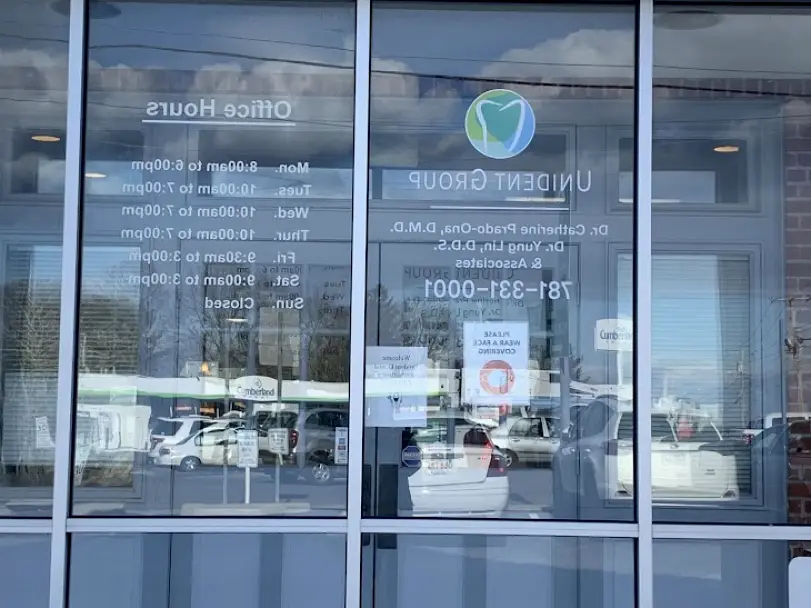 Office Hours
Mon. 8:00am to 6:00pm
Tues. 10:00am to 7:00pm
Wed. 10:00am to 7:00pm
Thur. 10:00am to 7:00pm
Fri. 9:30am to 3:00pm
Sat. 9:00am to 3:00pm
Sun. Closed
UNIDENT GROUP
Dr. Catherine Prado-Ona, D.M.D.
Dr. Yung Lin, D.D.S.
& Associates
781-331-0001
PLEASE
WEAR A FACE
COVERING
Welcome
Cumberland
Cumberland